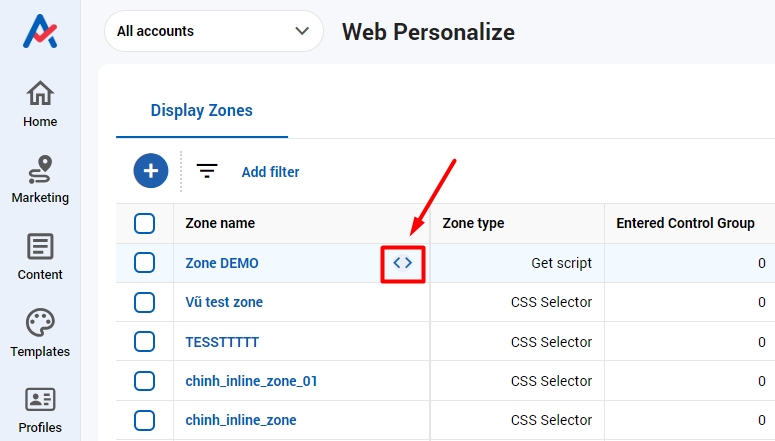 All accounts
Web Personalize
Home
Marketing
Content
Templates
Profiles
Display Zones
Add filter
Zone name Zone type Entered Control Group
Zone DEMO <> Get script 0
Vũ test zone CSS Selector 0
TESSTTTTT CSS Selector 0
chinh_inline_zone_01 CSS Selector 0
chinh_inline_zone CSS Selector 0